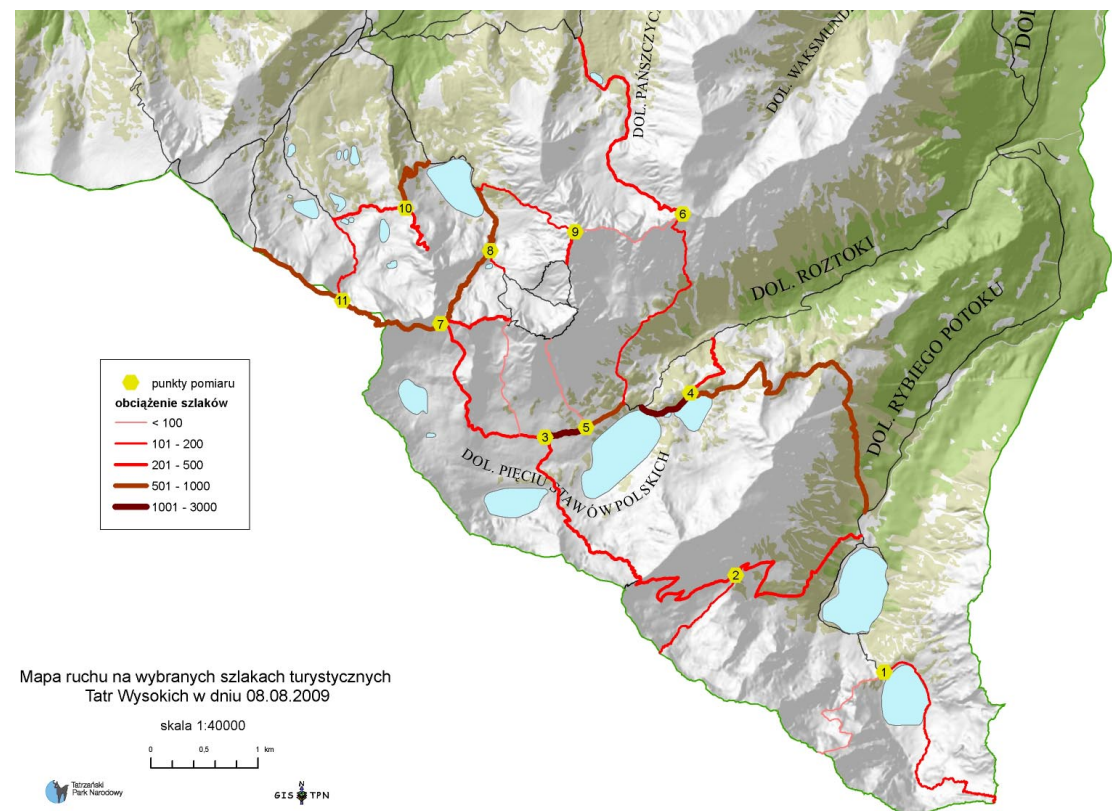 DOL. PAŃSZCZYC
DOL. WAKSMUNDZ
DOL
6
10
9
8
DOL. ROZTOKI
11
7
DOL. RYBIEGO POTOKU
punkty pomiaru
obciążenie szlaków
< 100
101 - 200
201 - 500
501 - 1000
1001 - 3000
4
5
3
DOL. PIĘCIU STAWÓW POLSKICH
2
1
Mapa ruchu na wybranych szlakach turystycznych
Tatr Wysokich w dniu 08.08.2009
skala 1:40000
0 0,5 1 km
Tatrzański
Park Narodowy
N
GIS TPN